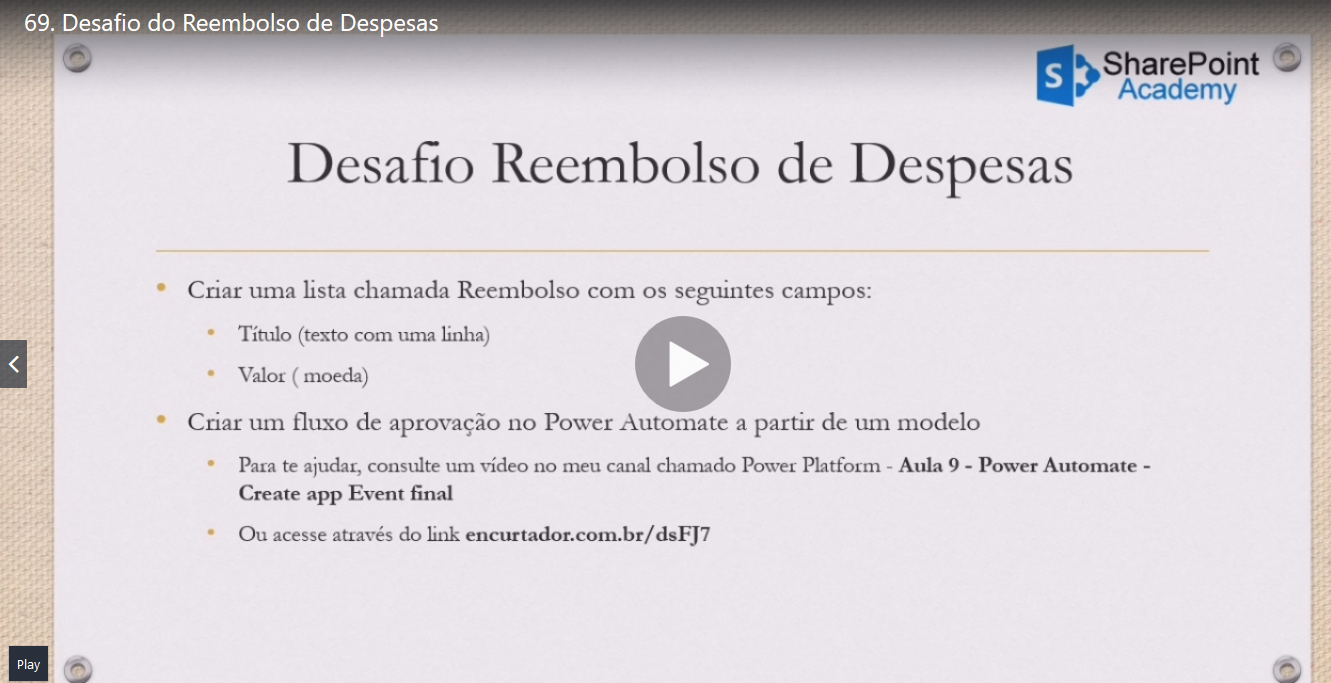 69. Desafio do Reembolso de Despesas
SharePoint
Academy
Desafio Reembolso de Despesas
Criar uma lista chamada Reembolso com os seguintes campos:
Título (texto com uma linha)
Valor ( moeda)
Criar um fluxo de aprovação no Power Automate a partir de um modelo
Para te ajudar, consulte um vídeo no meu canal chamado Power Platform - Aula 9 - Power Automate -
Create app Event final
Ou acesse através do link encurtador.com.br/dsFJ7
Play